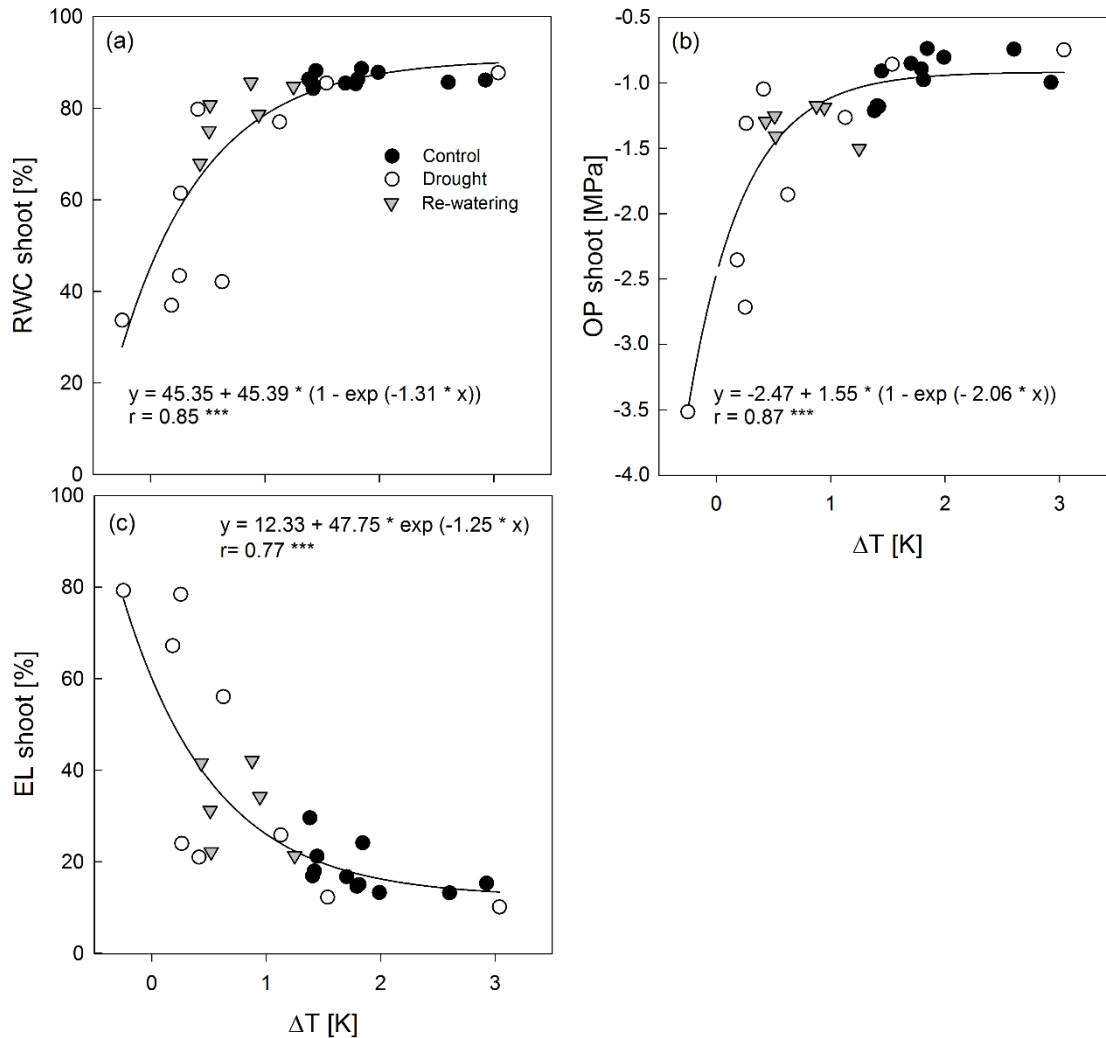 (a)
RWC shoot [%]
100
80
60
40
20
0
Control
Drought
Re-watering
y = 45.35 + 45.39 * (1 - exp (-1.31 * x))
r = 0.85 ***
(b)
OP shoot [MPa]
-0.5
-1.0
-1.5
-2.0
-2.5
-3.0
-3.5
-4.0
y = -2.47 + 1.55 * (1 - exp (- 2.06 * x))
r = 0.87 ***
0 1 2 3
ΔT [K]
(c)
EL shoot [%]
100
80
60
40
20
0
y = 12.33 + 47.75 * exp (-1.25 * x)
r= 0.77 ***
0 1 2 3
ΔT [K]